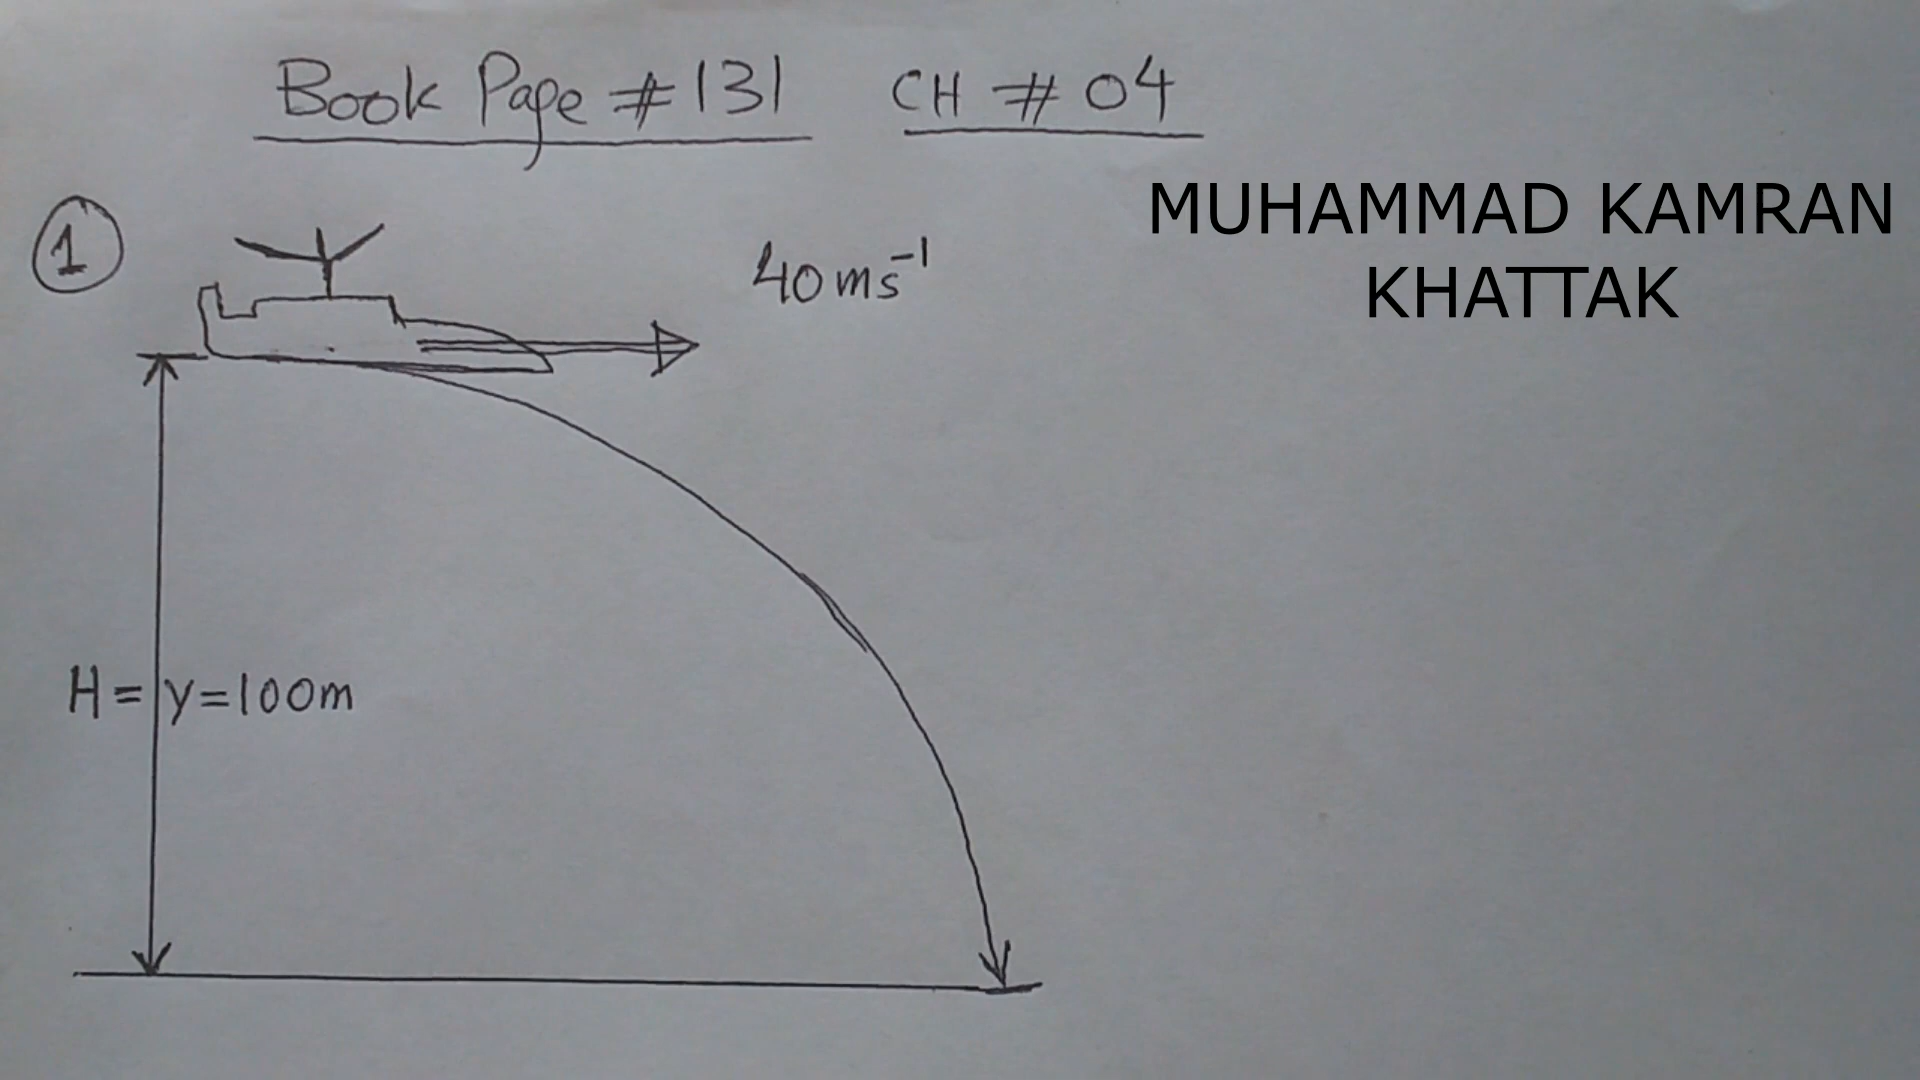 Book Page # 131 CH # 04
MUHAMMAD KAMRAN
KHATTAK
1
40ms⁻¹
H = y = 100m